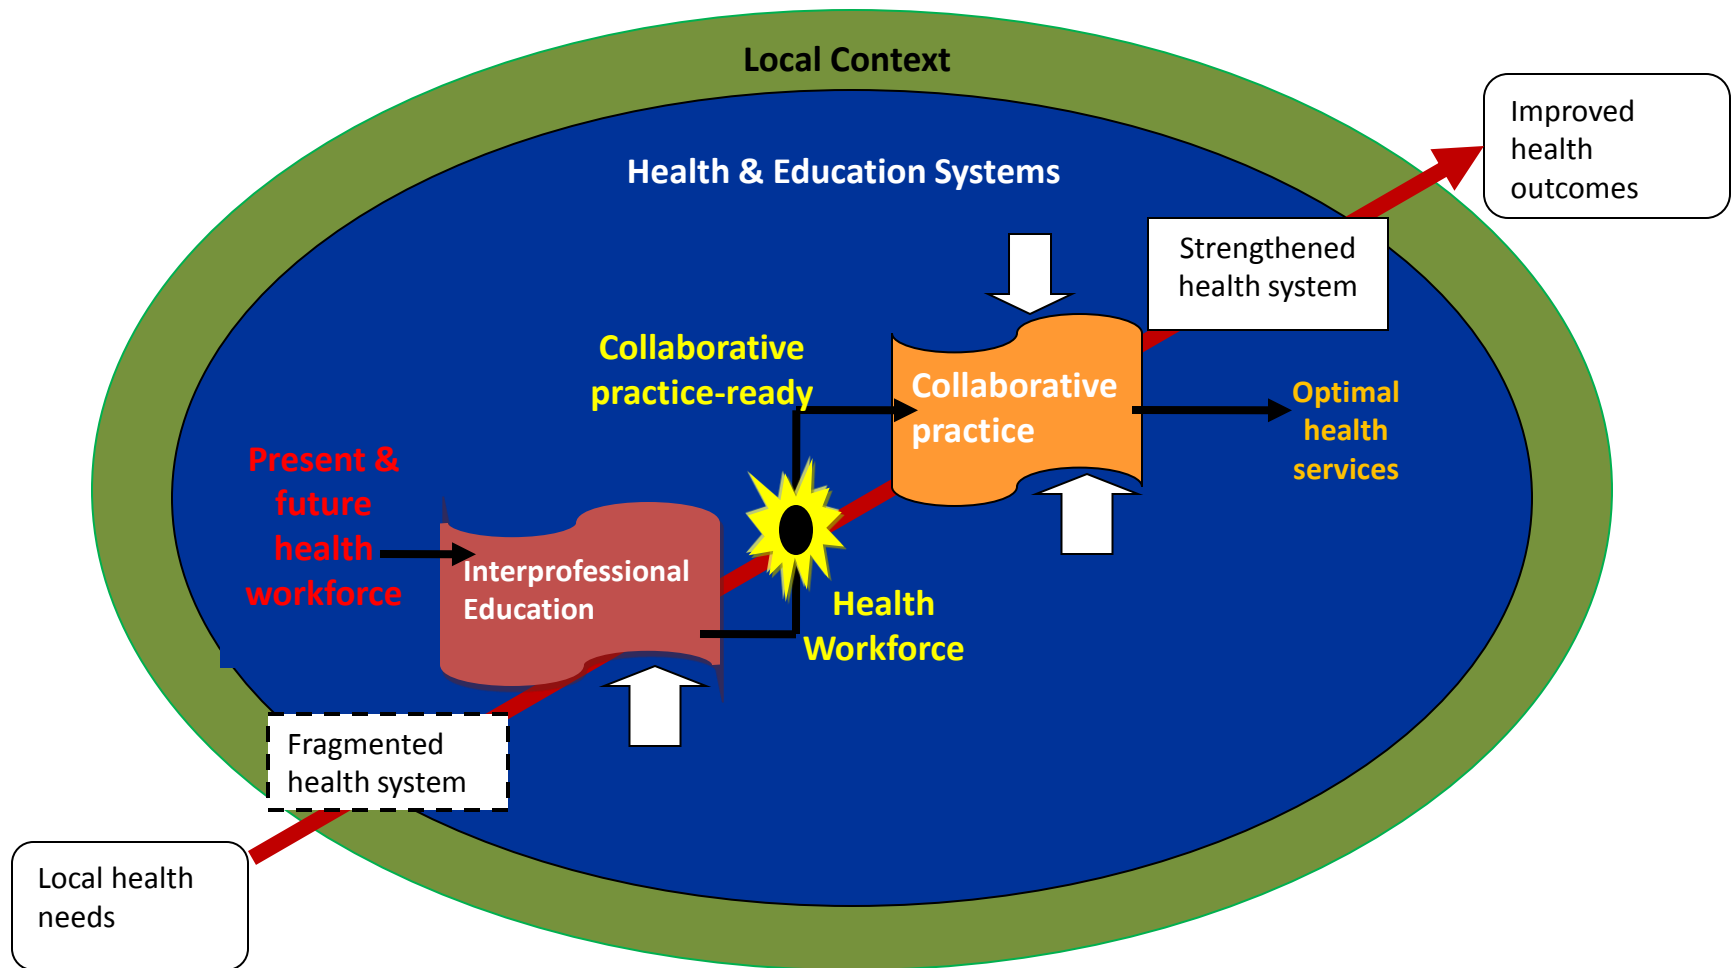 Local Context
Health & Education Systems
Improved
health
outcomes
Strengthened
health system
Collaborative
practice-ready
Collaborative
practice
Optimal
health
services
Present &
future
health
workforce
Interprofessional
Education
Health
Workforce
Fragmented
health system
Local health
needs